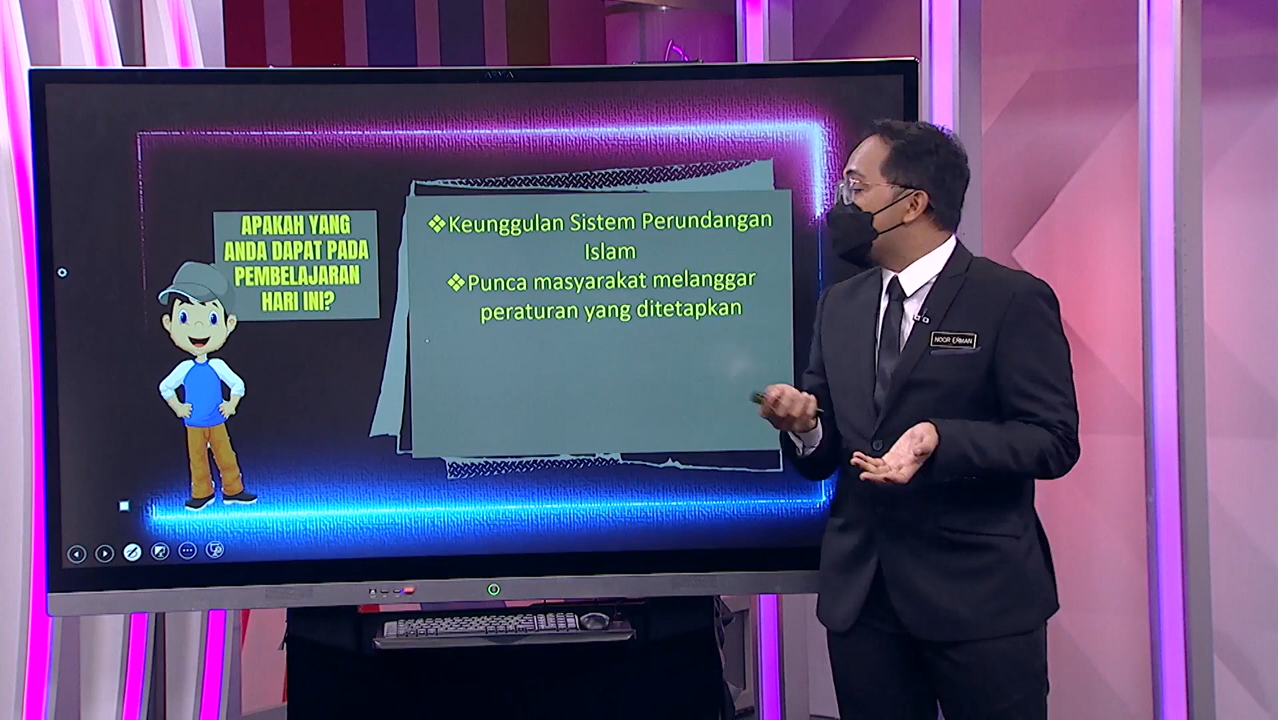 APAKAH YANG
ANDA DAPAT PADA
PEMBELAJARAN
HARI INI?
❖Keunggulan Sistem Perundangan
Islam
❖Punca masyarakat melanggar
peraturan yang ditetapkan
NOOR ERMAN